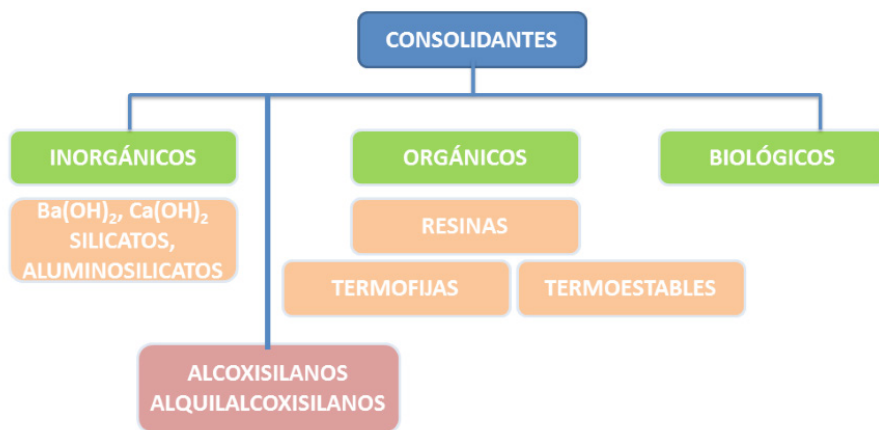 CONSOLIDANTES
INORGÁNICOS
ORGÁNICOS
BIOLÓGICOS
Ba(OH)₂, Ca(OH)₂
SILICATOS,
ALUMINOSILICATOS
RESINAS
TERMOFIJAS
TERMOESTABLES
ALCOXISILANOS
ALQUILALCOXISILANOS